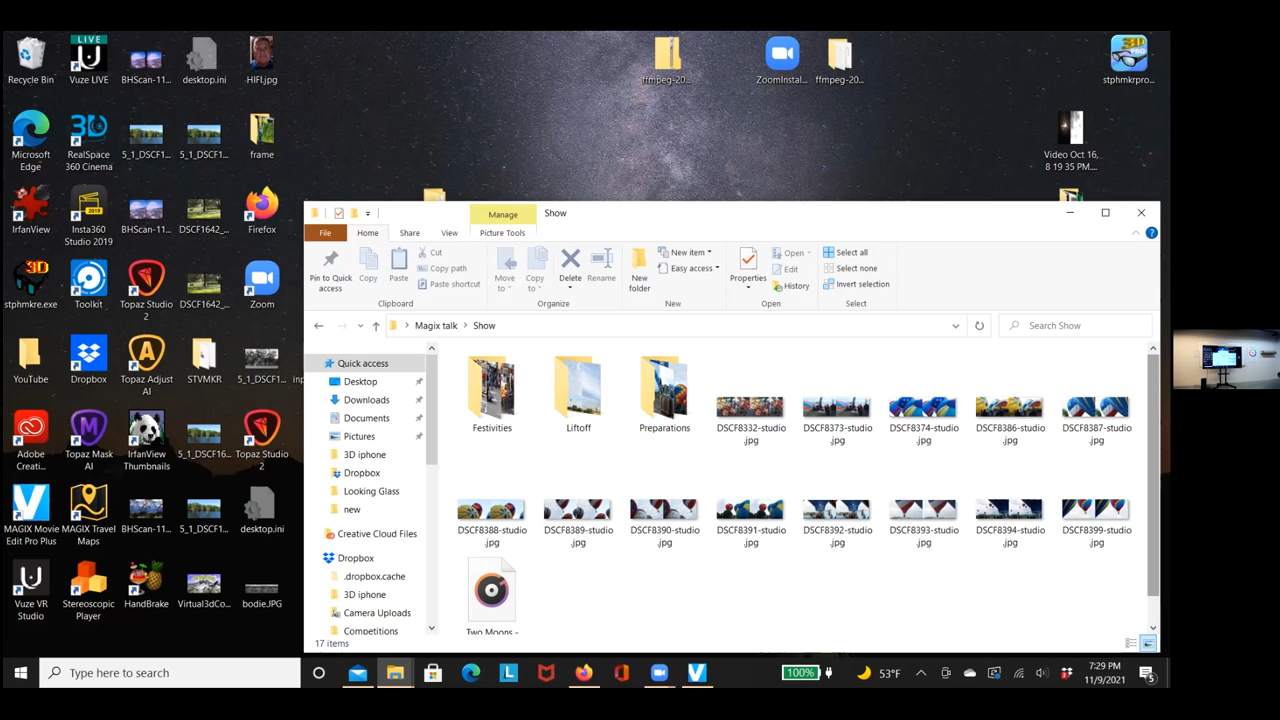 Recycle Bin
LIVE
Vuze LIVE
BHScan-11...
desktop.ini
HIFI.jpg
ffmpeg-20...
ZoomInstal...
ffmpeg-20...
3D PRO
stphmkrpro...
Microsoft
Edge
3D
RealSpace
360 Cinema
5_1_DSCF1...
5_1_DSCF1...
frame
Video Oct 16,
8 19 35 PM....
IrfanView
2019
Insta360
Studio 2019
BHScan-11...
DSCF1642_...
Firefox
3D
stphmkre.exe
Toolkit
Topaz Studio
2
DSCF1642_...
Zoom
YouTube
Dropbox
Topaz Adjust
AI
STVMKR
5_1_DSCF1...
Adobe
Creati...
Topaz Mask
AI
IrfanView
Thumbnails
5_1_DSCF16...
Topaz Studio
2
MAGIX Movie
Edit Pro Plus
MAGIX Travel
Maps
BHScan-11...
5_1_DSCF1...
desktop.ini
Vuze VR
Studio
Stereoscopic
Player
HandBrake
Virtual3dCo...
bodie.JPG
Manage
Show
File
Home
Share
View
Picture Tools
Pin to Quick
access
Copy
Paste
Cut
Copy path
Paste shortcut
Clipboard
Move
to
Copy
to
Delete
Rename
Organize
New
folder
New item
Easy access
New
Properties
Open
Edit
History
Open
Select all
Select none
Invert selection
Select
Magix talk
Show
Search Show
Quick access
Desktop
Downloads
Documents
Pictures
3D iphone
Dropbox
Looking Glass
new
Creative Cloud Files
Dropbox
.dropbox.cache
3D iphone
Camera Uploads
Competitions
Festivities
Liftoff
Preparations
DSCF8332-studio
.jpg
DSCF8373-studio
.jpg
DSCF8374-studio
.jpg
DSCF8386-studio
.jpg
DSCF8387-studio
.jpg
DSCF8388-studio
.jpg
DSCF8389-studio
.jpg
DSCF8390-studio
.jpg
DSCF8391-studio
.jpg
DSCF8392-studio
.jpg
DSCF8393-studio
.jpg
DSCF8394-studio
.jpg
DSCF8399-studio
.jpg
Two Moons -
17 items
Type here to search
100%
53°F
7:29 PM
11/9/2021
5